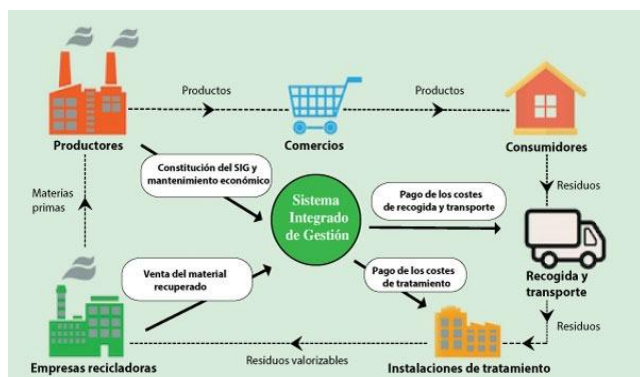 Productos
Productos
Productores
Comercios
Consumidores
Constitución del SIG y
mantenimiento económico
Materias
primas
Sistema
Integrado
de Gestión
Pago de los costes
de recogida y transporte
Residuos
Venta del material
recuperado
Pago de los costes
de tratamiento
Recogida y
transporte
Residuos
Empresas recicladoras
Residuos valorizables
Instalaciones de tratamiento